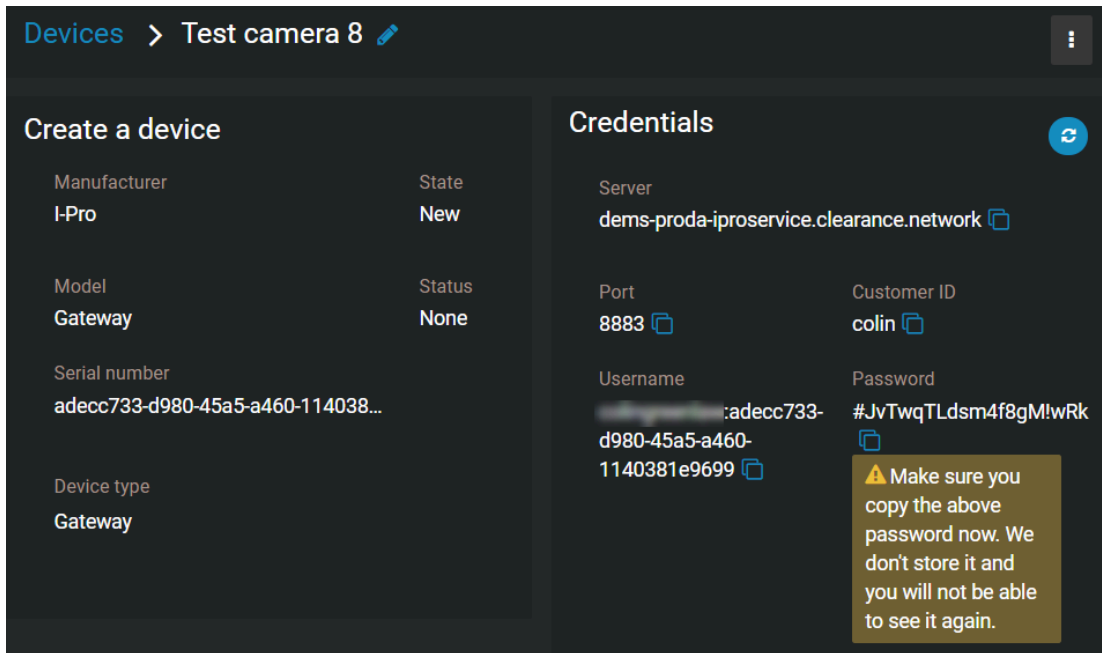 Devices > Test camera 8
Create a device
Manufacturer
I-Pro
State
New
Model
Gateway
Status
None
Serial number
adecc733-d980-45a5-a460-114038...
Device type
Gateway
Credentials
Server
dems-proda-iproservice.clearance.network
Port
8883
Customer ID
colin
Username
:adecc733-
d980-45a5-a460-
1140381e9699
Password
#JvTwqTLdsm4f8gM!wRk
Make sure you
copy the above
password now. We
don't store it and
you will not be able
to see it again.